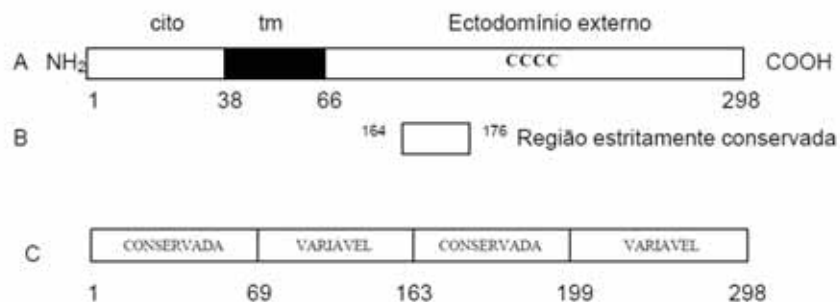 cito tm Ectodomínio externo
A NH2 CCCC COOH
1 38 66 298
B 164 176 Região estritamente conservada
C CONSERVADA VARIAVEL CONSERVADA VARIAVEL
1 69 163 199 298